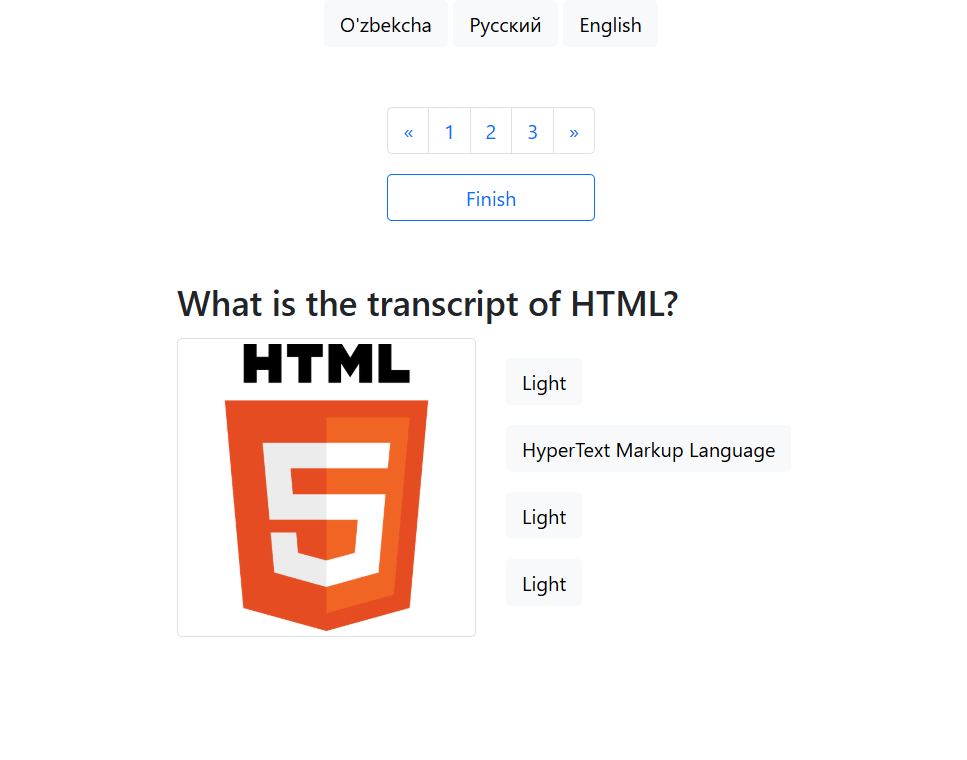 O'zbekcha Русский English
« 1 2 3 »
Finish
What is the transcript of HTML?
HTML
5
Light
HyperText Markup Language
Light
Light